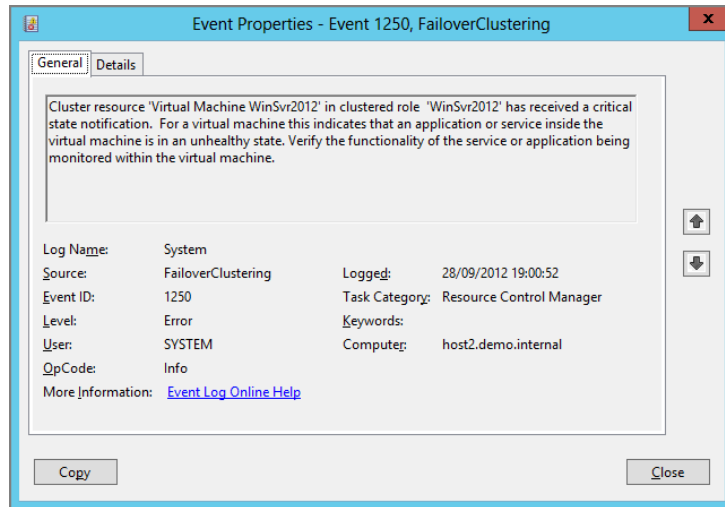 Event Properties - Event 1250, FailoverClustering
x
General
Details
Cluster resource 'Virtual Machine WinSvr2012' in clustered role 'WinSvr2012' has received a critical
state notification. For a virtual machine this indicates that an application or service inside the
virtual machine is in an unhealthy state. Verify the functionality of the service or application being
monitored within the virtual machine.
Log Name: System
Source: FailoverClustering Logged: 28/09/2012 19:00:52
Event ID: 1250 Task Category: Resource Control Manager
Level: Error Keywords:
User: SYSTEM Computer: host2.demo.internal
OpCode: Info
More Information: Event Log Online Help
Copy
Close